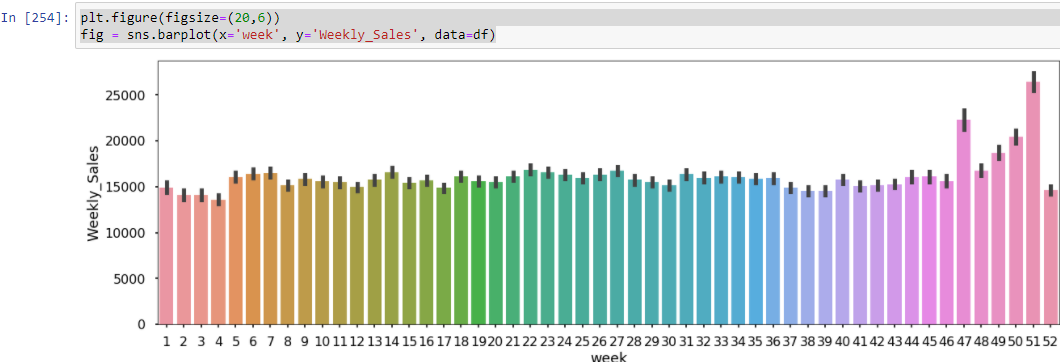 In [254]: plt.figure(figsize=(20,6))
fig = sns.barplot(x='week', y='Weekly_Sales', data=df)
25000
20000
15000
10000
5000
0
Weekly_Sales
1 2 3 4 5 6 7 8 9 10 11 12 13 14 15 16 17 18 19 20 21 22 23 24 25 26 27 28 29 30 31 32 33 34 35 36 37 38 39 40 41 42 43 44 45 46 47 48 49 50 51 52
week